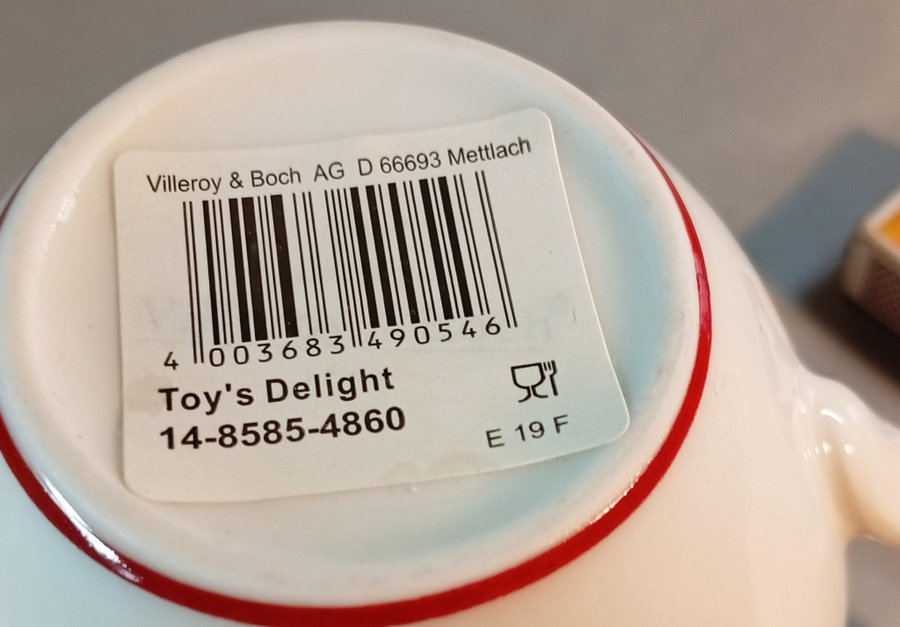 Villeroy & Boch AG D 66693 Mettlach
4 003683 490546
Toy's Delight
14-8585-4860
E 19 F